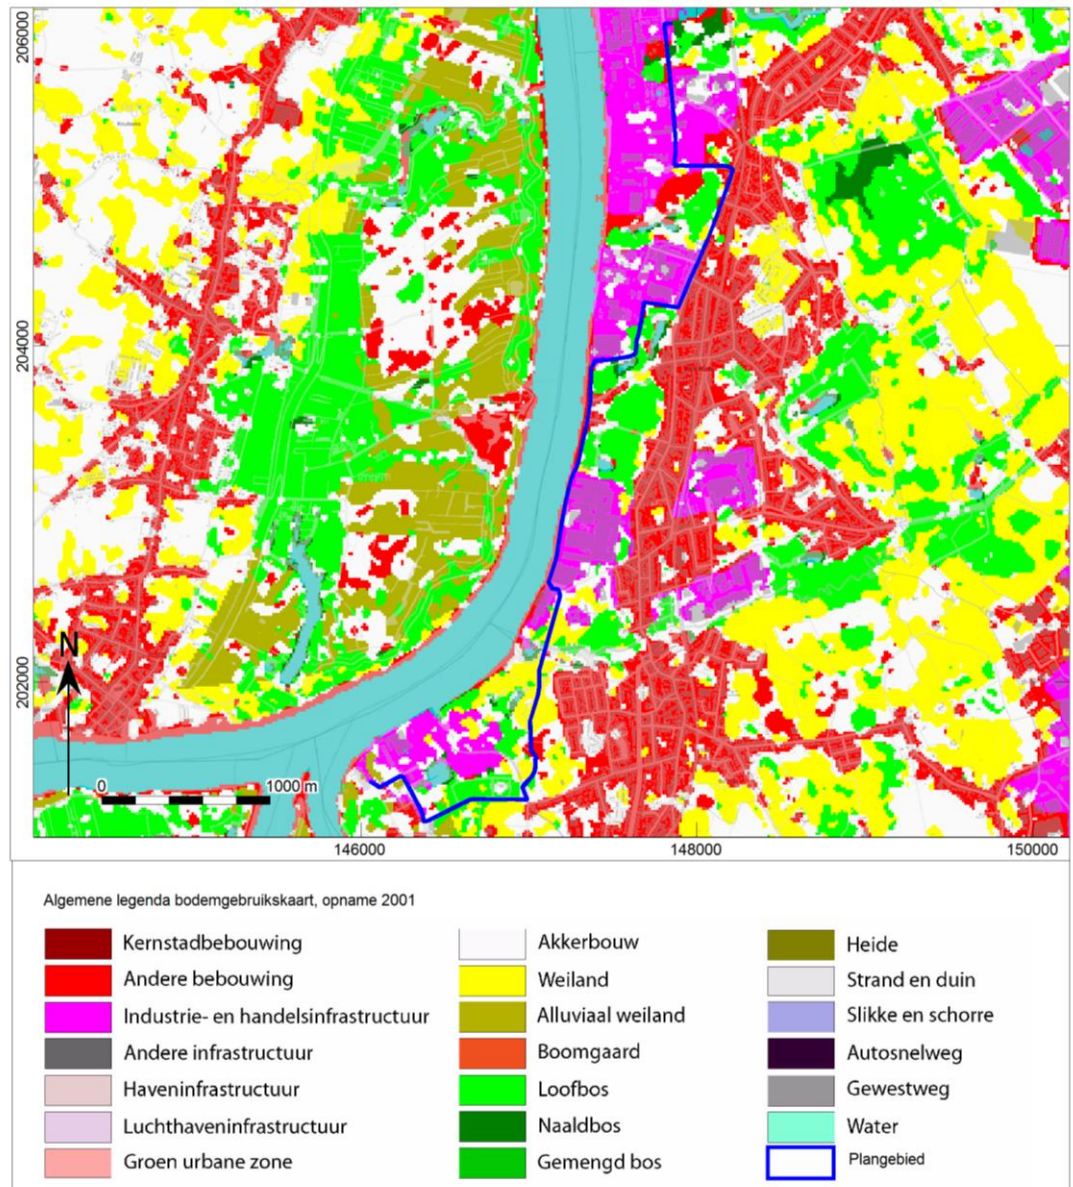 206000
204000
202000
N
0 1000 m
146000 148000 150000
Algemene legenda bodemgebruikskaart, opname 2001
Kernstadbebouwing
Andere bebouwing
Industrie- en handelsinfrastructuur
Andere infrastructuur
Haveninfrastructuur
Luchthaveninfrastructuur
Groen urbane zone
Akkerbouw
Weiland
Alluviaal weiland
Boomgaard
Loofbos
Naaldbos
Gemengd bos
Heide
Strand en duin
Slikke en schorre
Autosnelweg
Gewestweg
Water
Plangebied